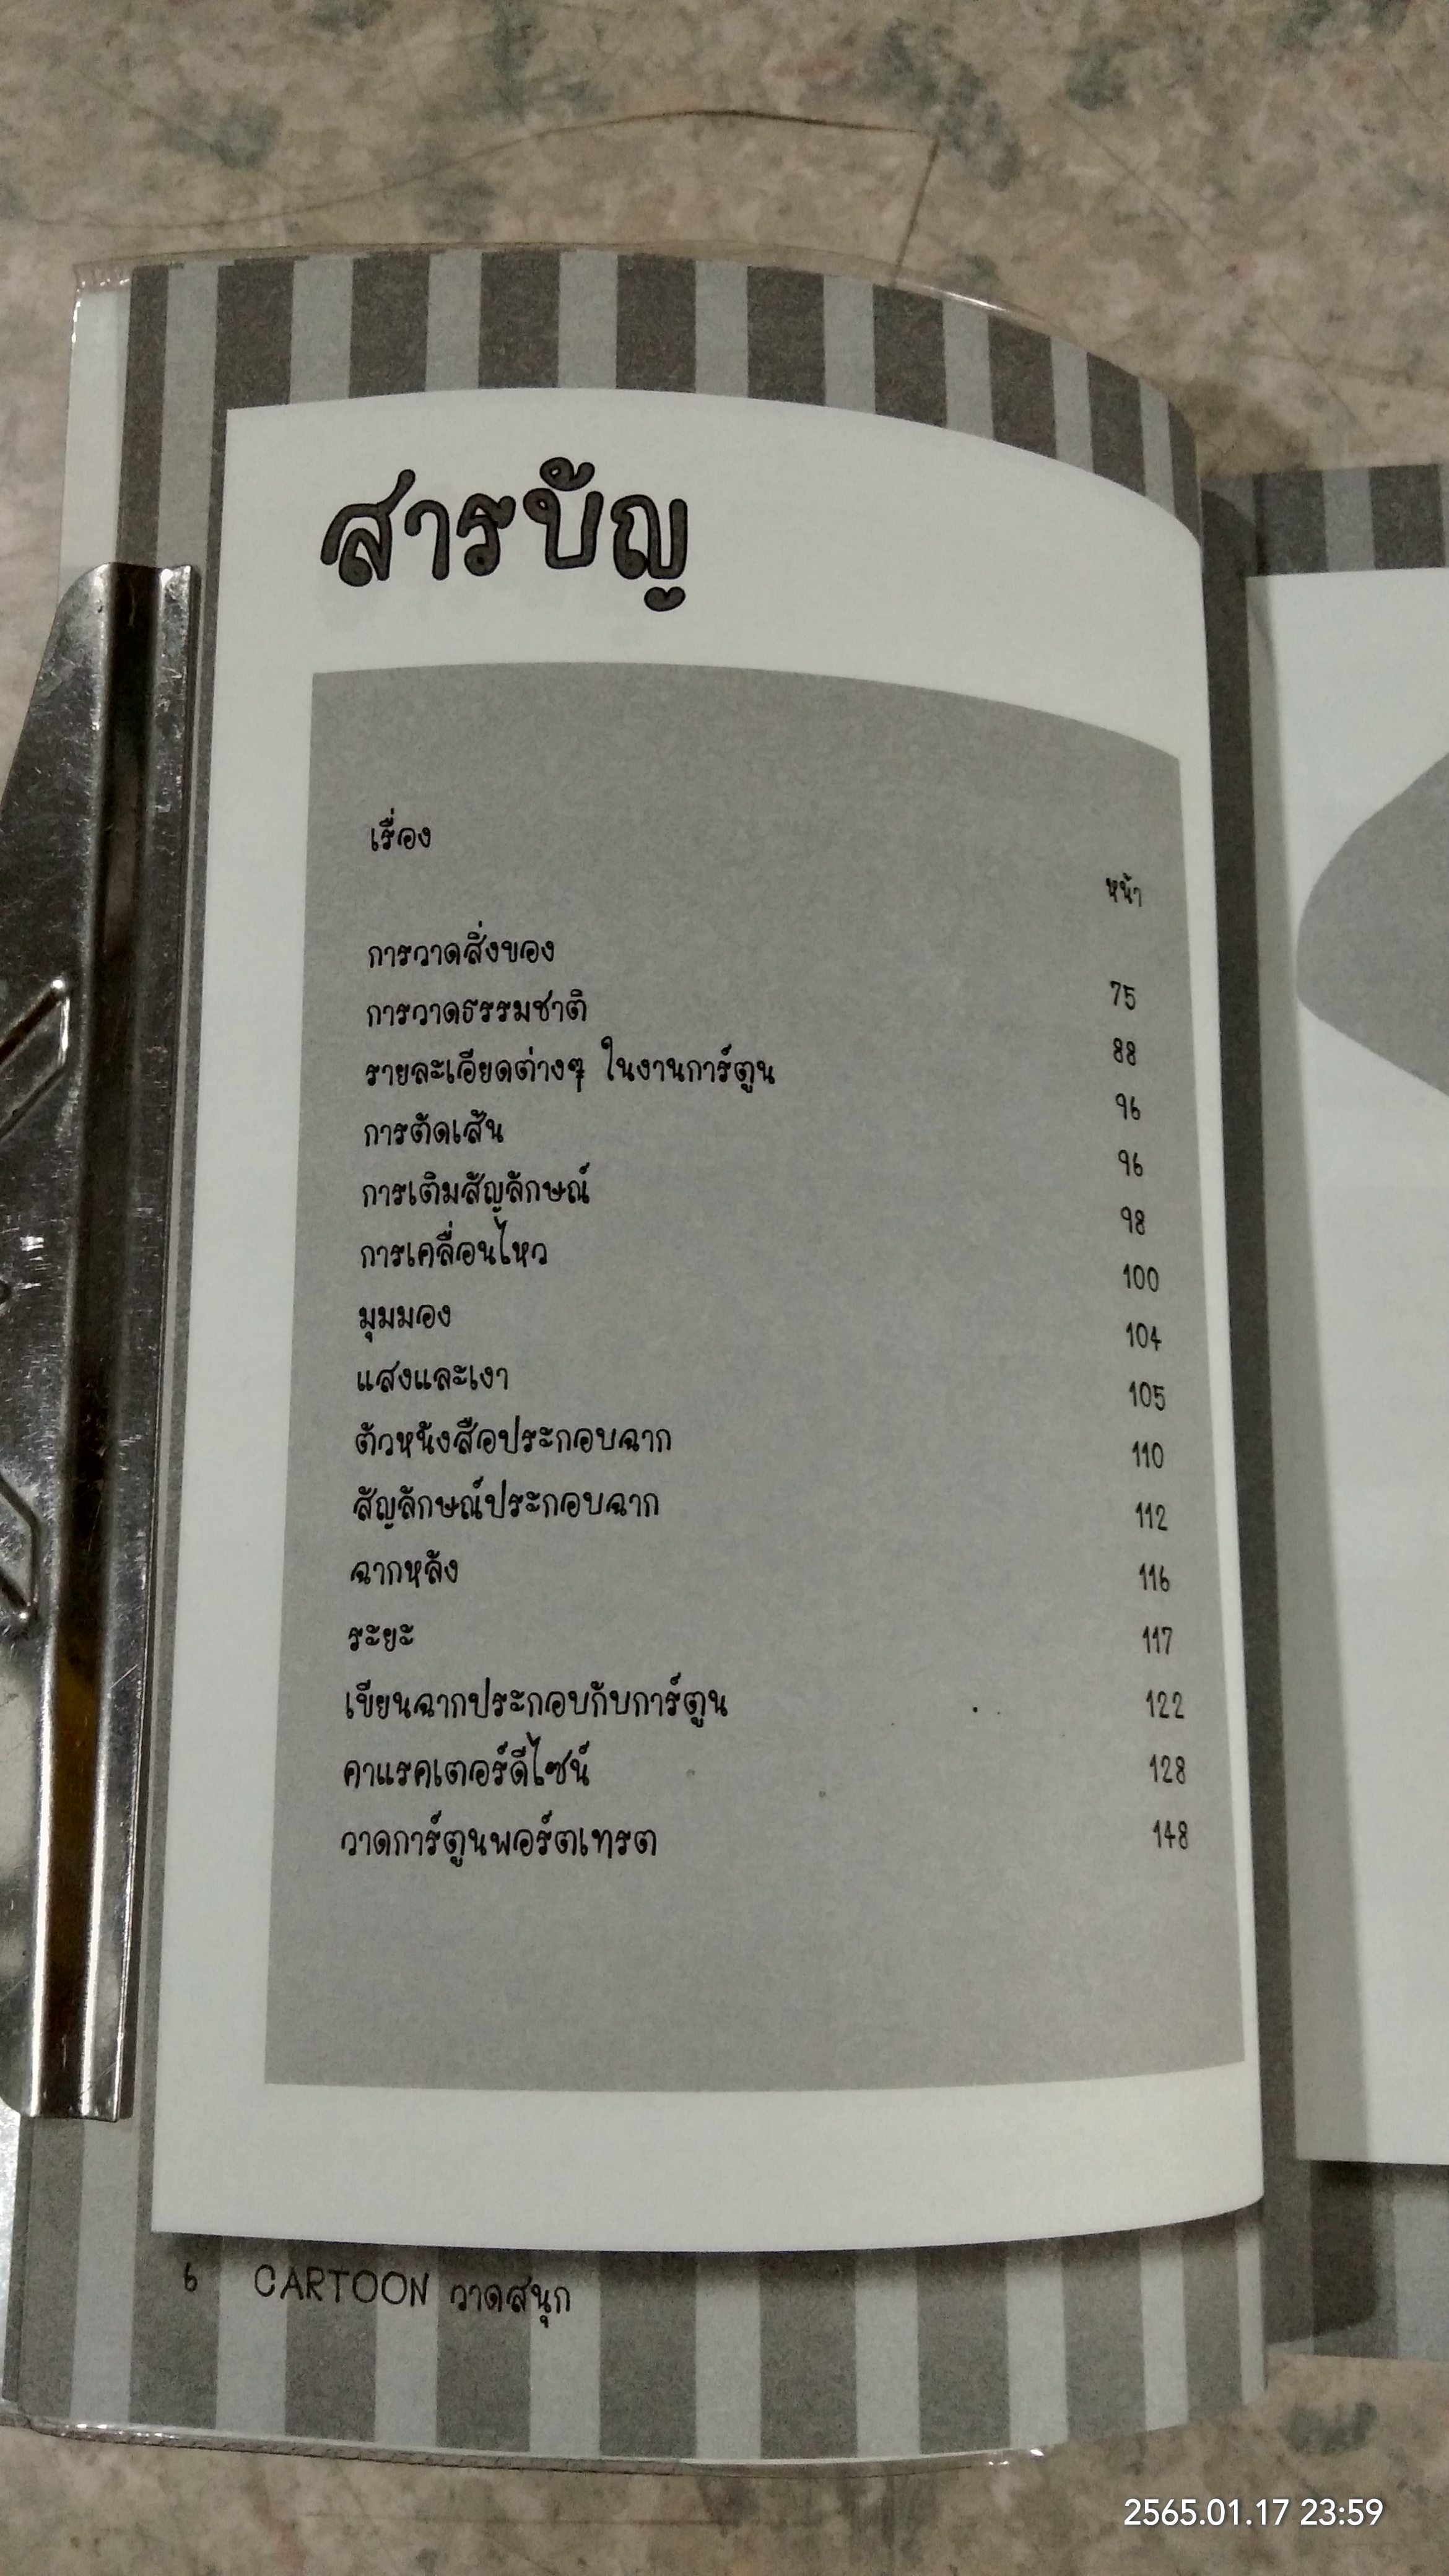 สารบัญ
เรื่อง หน้า
การวาดสิ่งของ 75
การวาดธรรมชาติ 88
รายละเอียดต่างๆ ในงานการ์ตูน 96
การตัดเส้น 96
การเติมสัญลักษณ์ 98
การเคลื่อนไหว 100
มุมมอง 104
แสงและเงา 105
ตัวหนังสือประกอบฉาก 110
สัญลักษณ์ประกอบฉาก 112
ฉากหลัง 116
ระยะ 117
เขียนฉากประกอบกับการ์ตูน 122
คาแรคเตอร์ดีไซน์ 128
วาดการ์ตูนพอร์ตเทรต 148
6 CARTOON วาดสนุก
2565.01.17 23:59